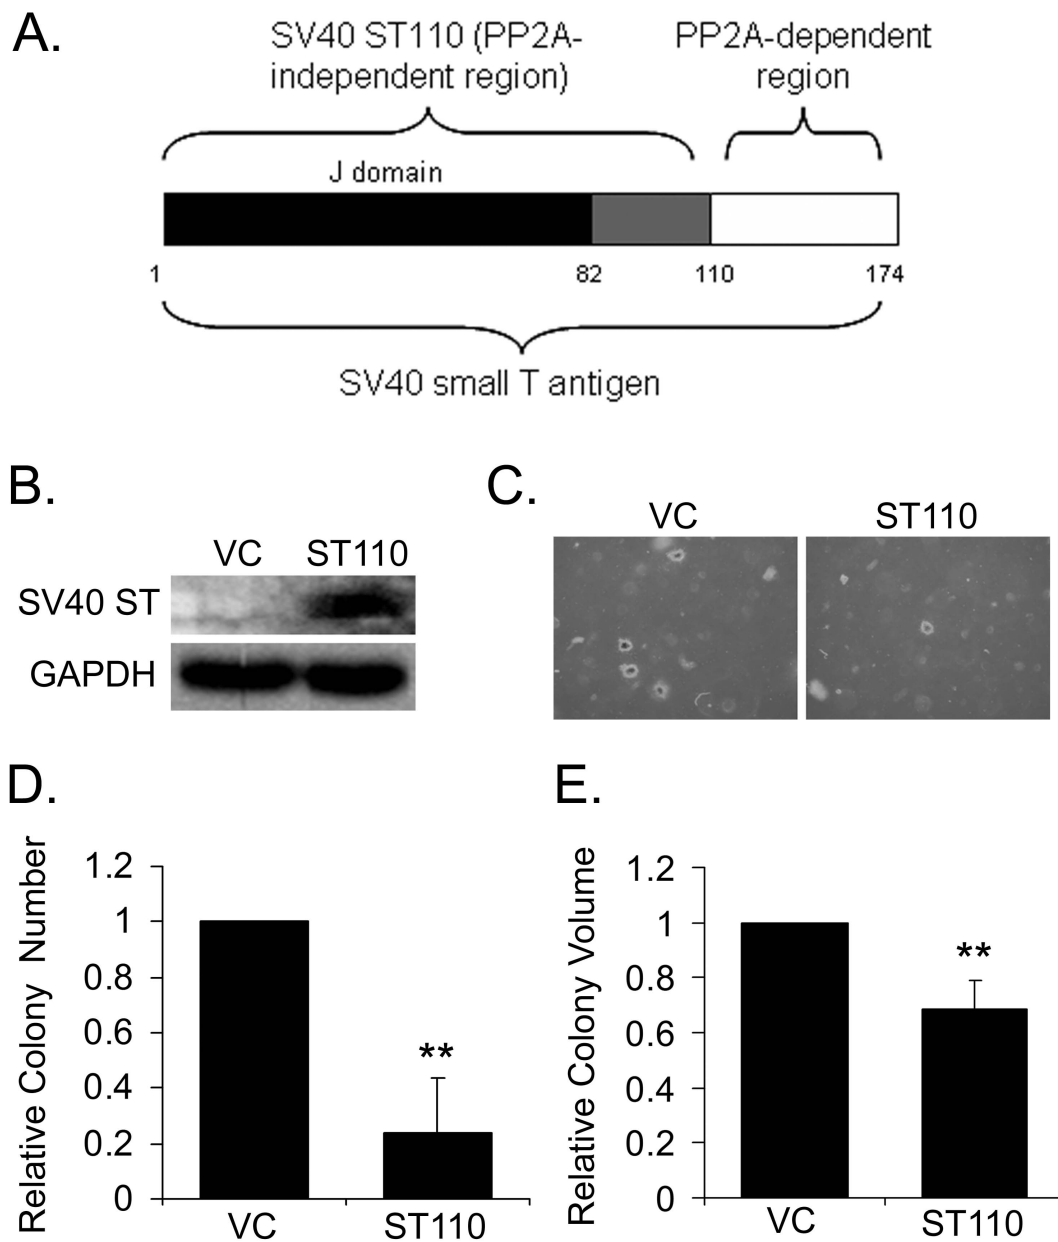 A.
SV40 ST110 (PP2A-
independent region)
PP2A-dependent
region
J domain
1 82 110 174
SV40 small T antigen
B.
VC ST110
SV40 ST
GAPDH
C.
VC ST110
D.
Relative Colony Number
1.2
1
0.8
0.6
0.4
0.2
0
**
VC ST110
E.
Relative Colony Volume
1.2
1
0.8
0.6
0.4
0.2
0
**
VC ST110